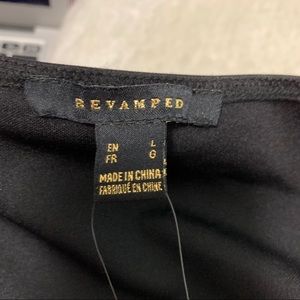 REVAMPED
EN L
FR G
MADE IN CHINA
FABRIQUÉ EN CHINE